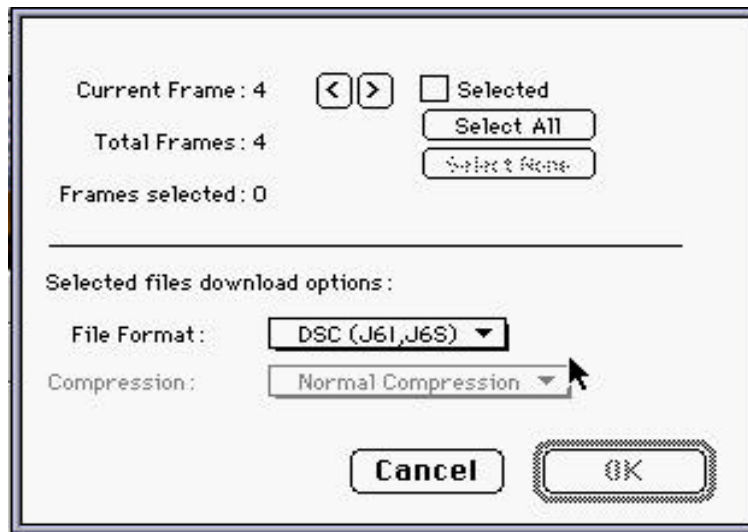 Current Frame: 4 < > Selected
Select All
Total Frames: 4
Select None
Frames selected: 0
Selected files download options:
File Format: DSC (J6I,J6S)
Compression: Normal Compression
Cancel OK